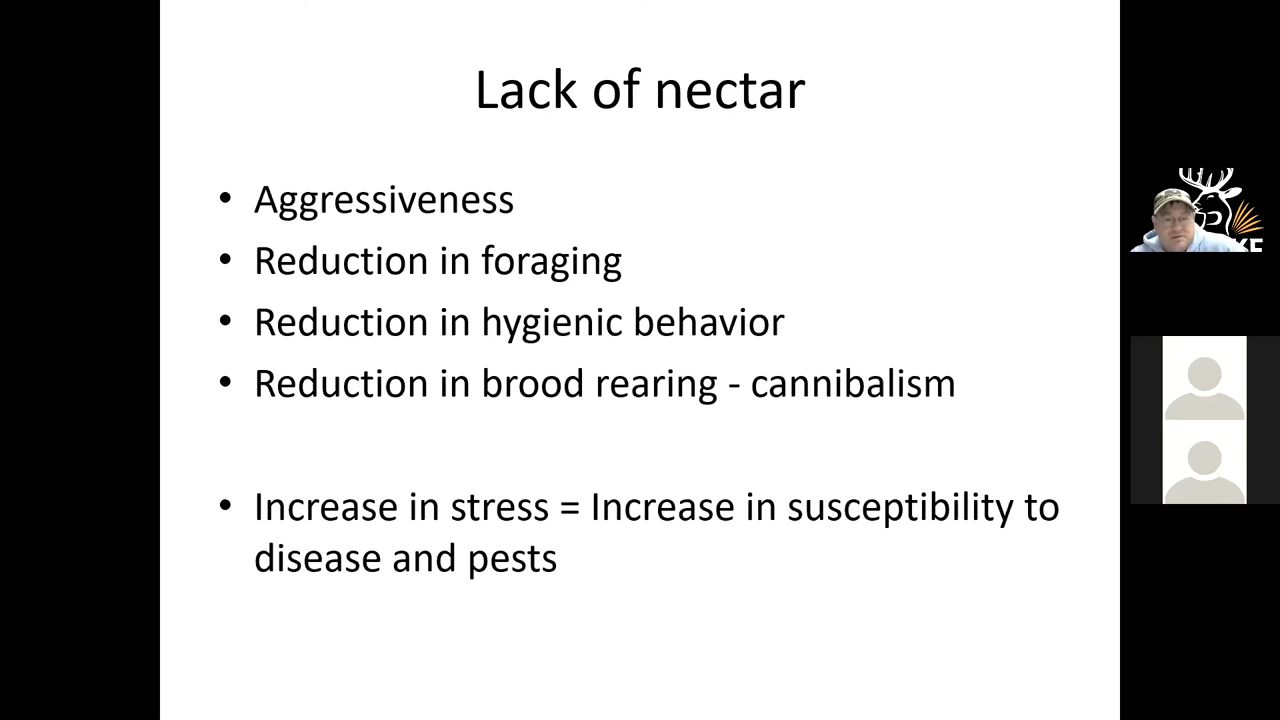 Lack of nectar
• Aggressiveness
• Reduction in foraging
• Reduction in hygienic behavior
• Reduction in brood rearing - cannibalism
• Increase in stress = Increase in susceptibility to
disease and pests